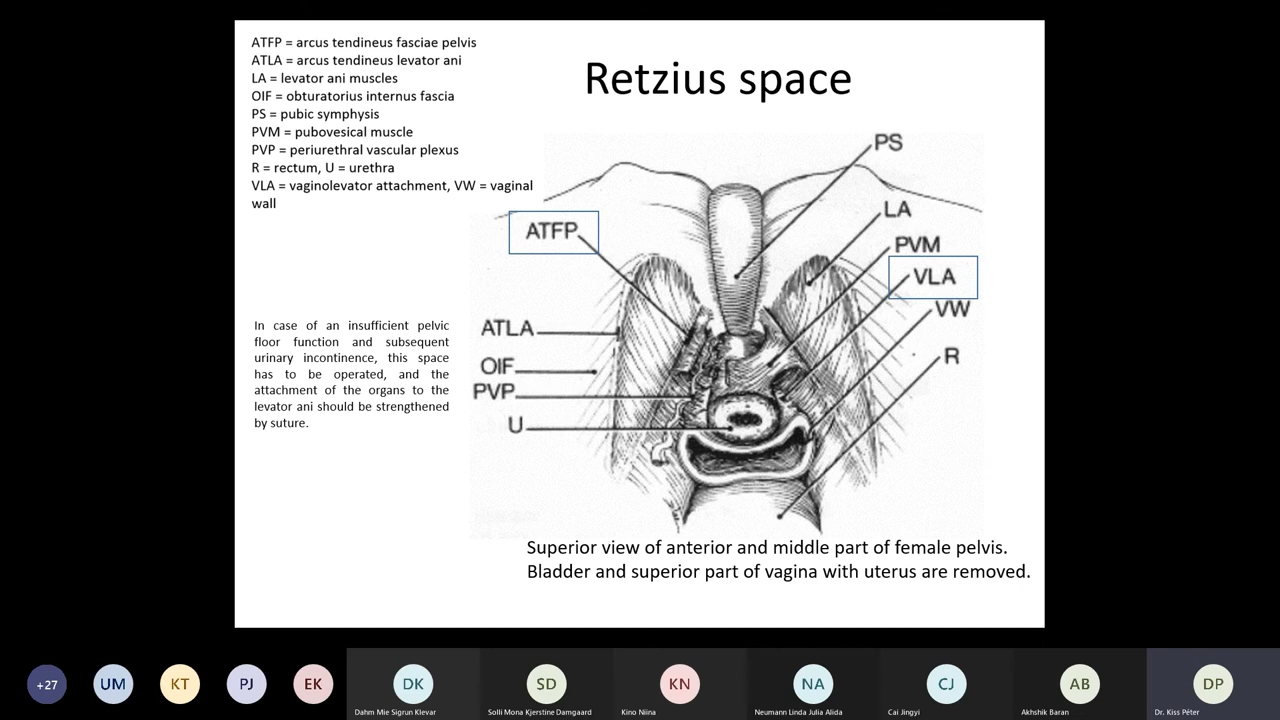 ATFP = arcus tendineus fasciae pelvis
ATLA = arcus tendineus levator ani
LA = levator ani muscles
OIF = obturatorius internus fascia
PS = pubic symphysis
PVM = pubovesical muscle
PVP = periurethral vascular plexus
R = rectum, U = urethra
VLA = vaginolevator attachment, VW = vaginal
wall
Retzius space
PS
LA
ATFP
PVM
VLA
VW
ATLA
R
OIF
PVP
U
In case of an insufficient pelvic
floor function and subsequent
urinary incontinence, this space
has to be operated, and the
attachment of the organs to the
levator ani should be strengthened
by suture.
Superior view of anterior and middle part of female pelvis.
Bladder and superior part of vagina with uterus are removed.
+27
UM
KT
PJ
EK
DK
SD
KN
NA
CJ
AB
DP
Dahm Mie Sigrun Klevar
Solli Mona Kjerstine Damgaard
Kino Niina
Neumann Linda Julia Alida
Cai Jingyi
Akhshik Baran
Dr. Kiss Péter